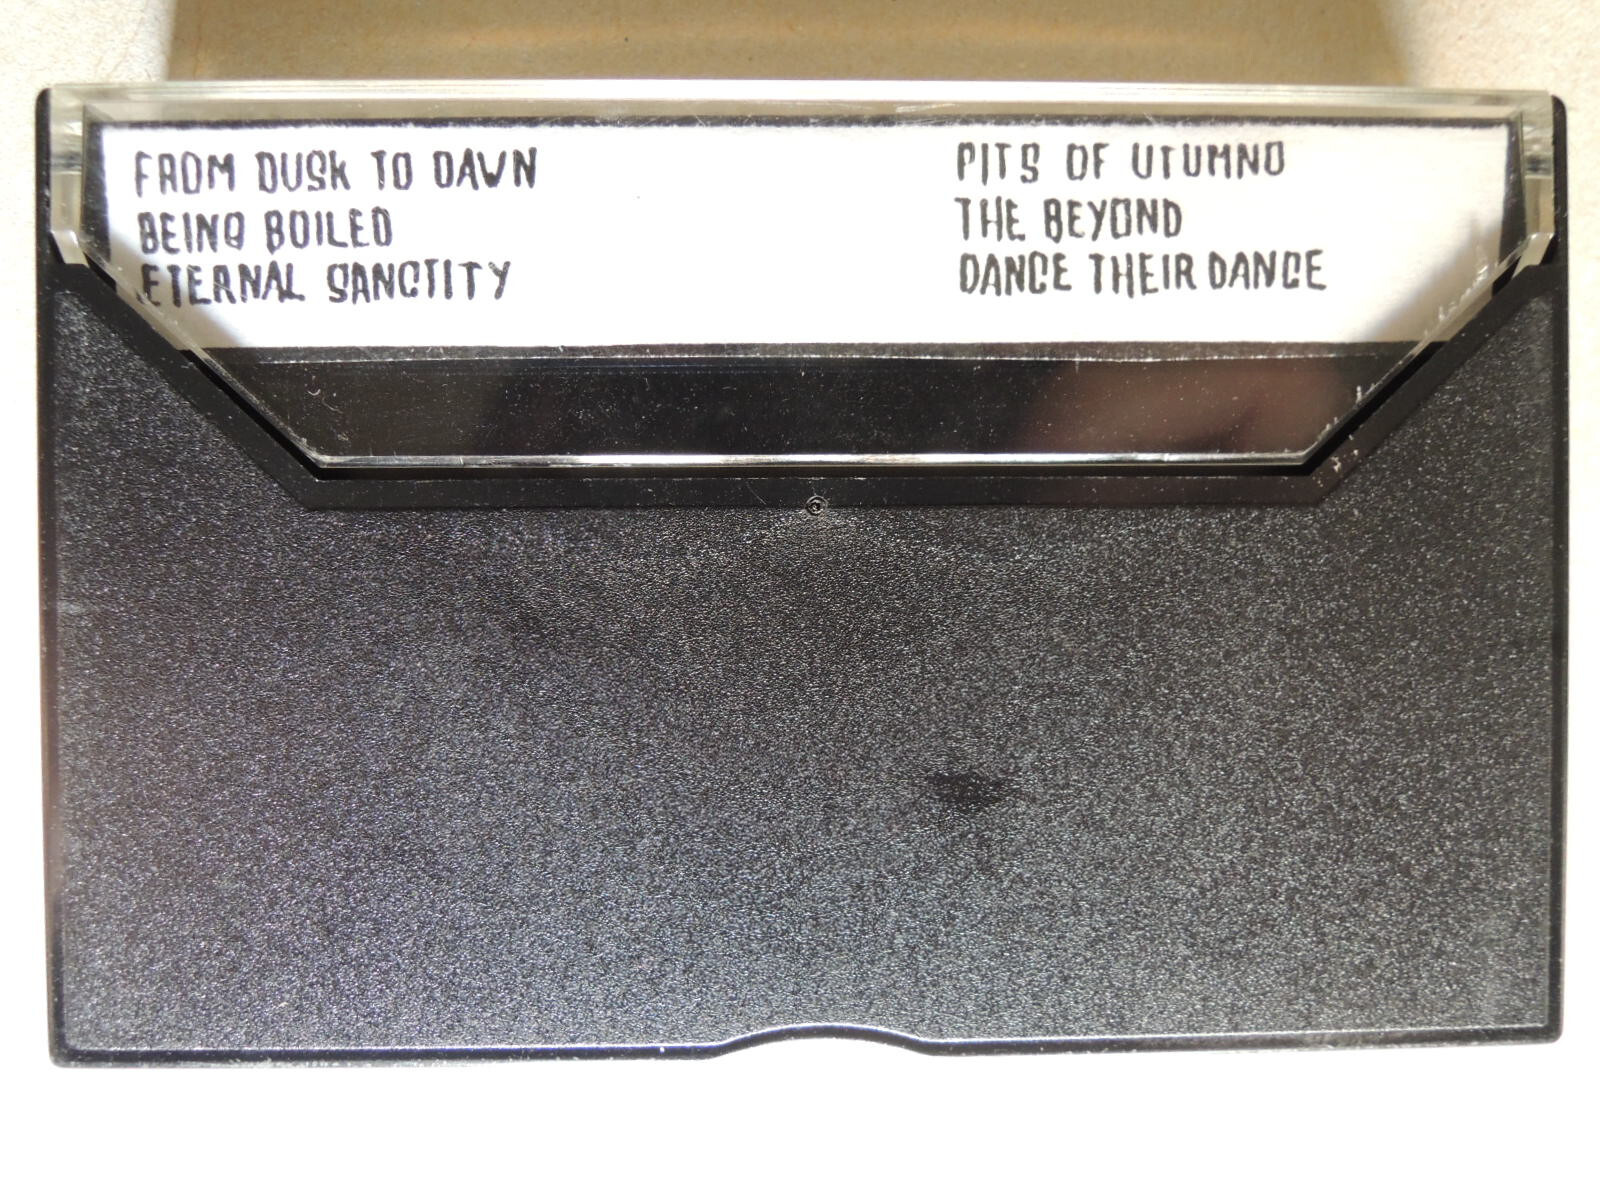 FROM DUSK TO DAWN
BEING BOILED
ETERNAL SANCTITY
PITS OF UTUMNO
THE BEYOND
DANCE THEIR DANCE